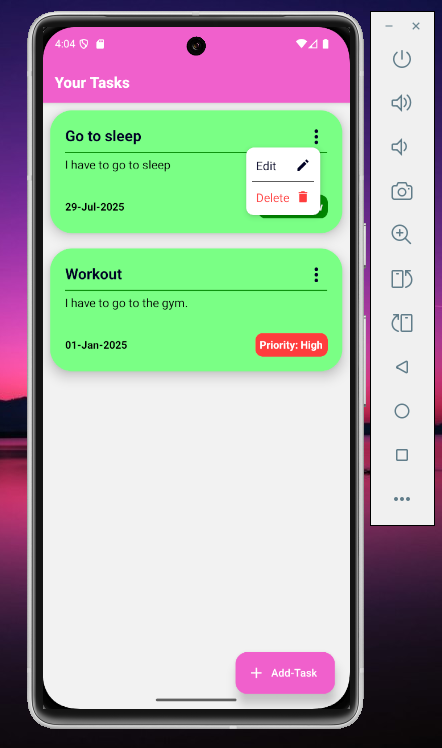 4:04
Your Tasks
Go to sleep
I have to go to sleep
Edit
Delete
29-Jul-2025
Workout
I have to go to the gym.
01-Jan-2025
Priority: High
Add-Task